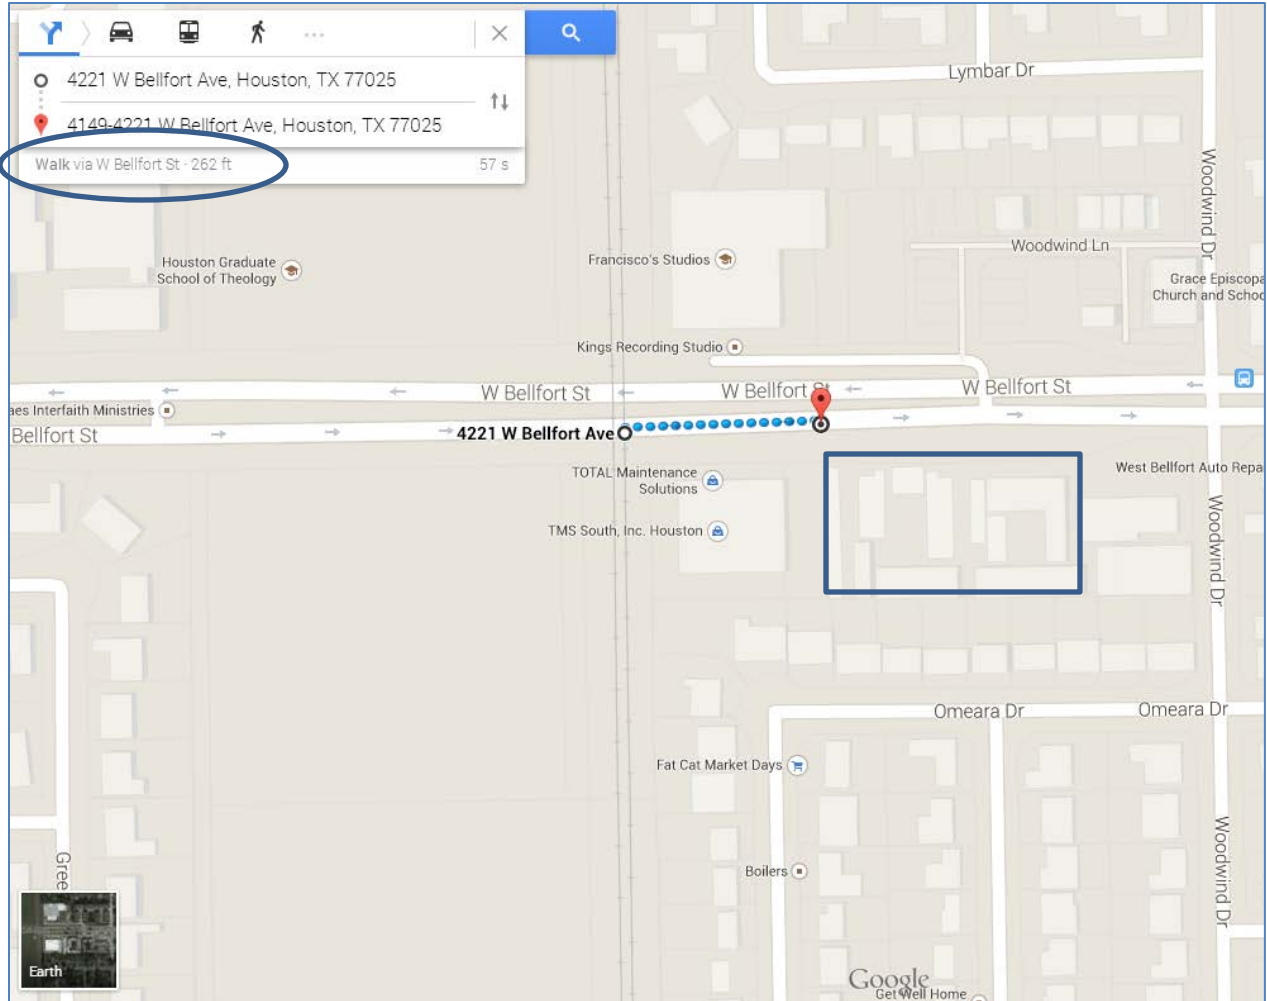 4221 W Bellfort Ave, Houston, TX 77025
4149-4221 W Bellfort Ave, Houston, TX 77025
Walk via W Bellfort St · 262 ft
57 s
Lymbar Dr
Woodwind Dr
Woodwind Ln
Houston Graduate
School of Theology
Francisco's Studios
Grace Episcopa
Church and Schoo
Kings Recording Studio
W Bellfort St
W Bellfort St
W Bellfort St
aes Interfaith Ministries
Bellfort St
4221 W Bellfort Ave
TOTAL Maintenance
Solutions
West Bellfort Auto Repa
TMS South, Inc. Houston
Woodwind Dr
Omeara Dr
Omeara Dr
Fat Cat Market Days
Woodwind Dr
Boilers
Gree
Earth
Google
Get Well Home